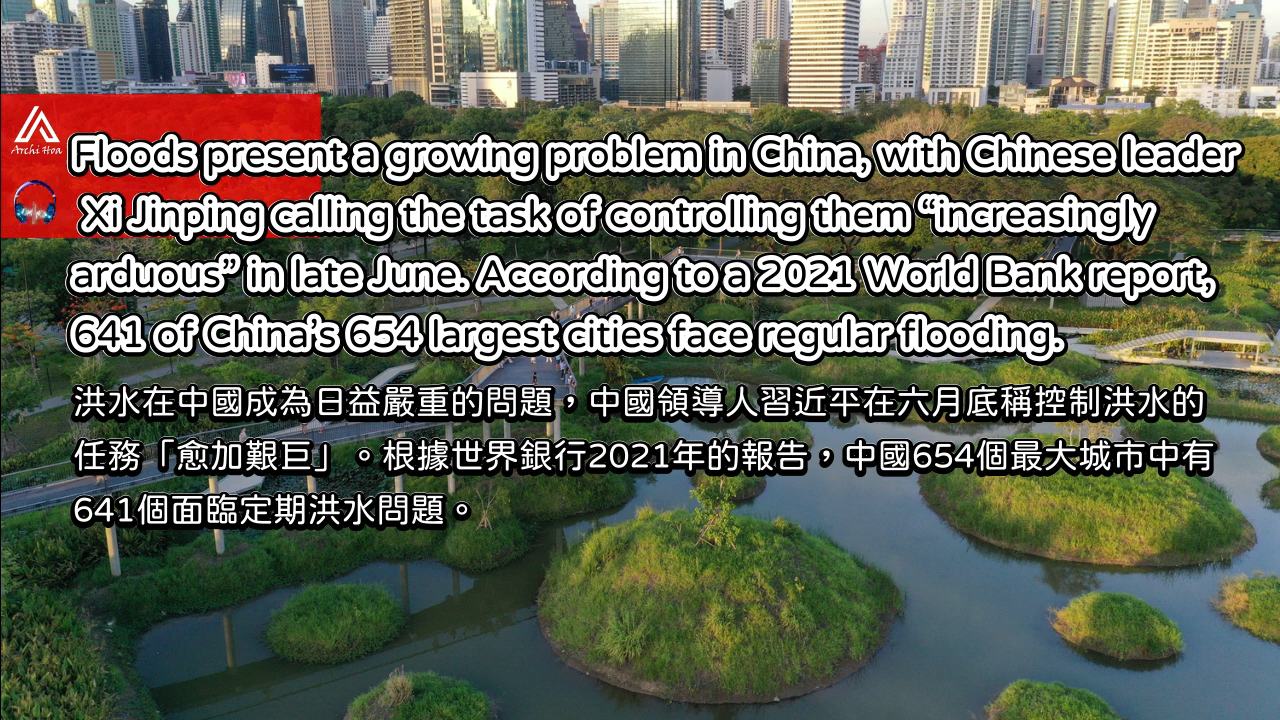 Archi Hoa
Floods present a growing problem in China, with Chinese leader
Xi Jinping calling the task of controlling them “increasingly
arduous” in late June. According to a 2021 World Bank report,
641 of China’s 654 largest cities face regular flooding.
洪水在中國成為日益嚴重的問題，中國領導人習近平在六月底稱控制洪水的
任務「愈加艱巨」。根據世界銀行2021年的報告，中國654個最大城市中有
641個面臨定期洪水問題。